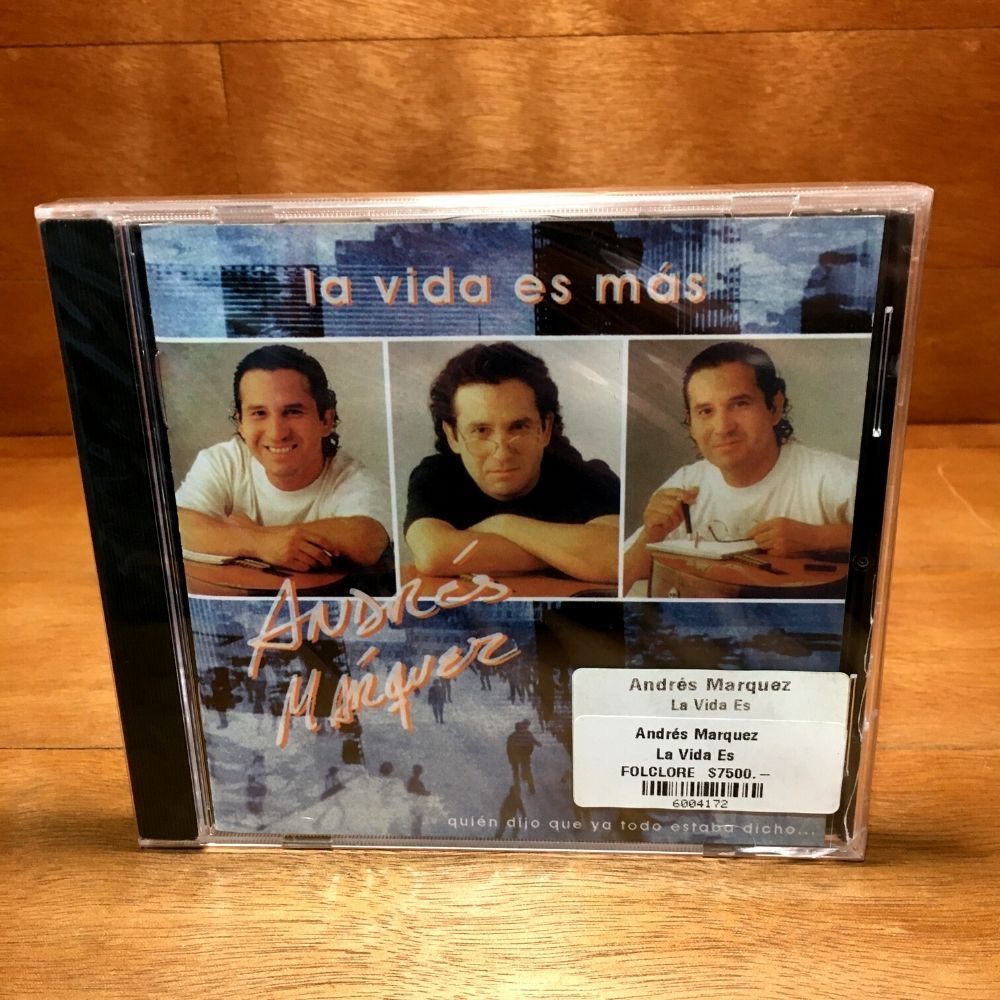 la vida es más
ANDRÉS
MÁRQUEZ
Andrés Marquez
La Vida Es
Andrés Marquez
La Vida Es
FOLCLORE $7500.–
6004172
quién dijo que ya todo estaba dicho...